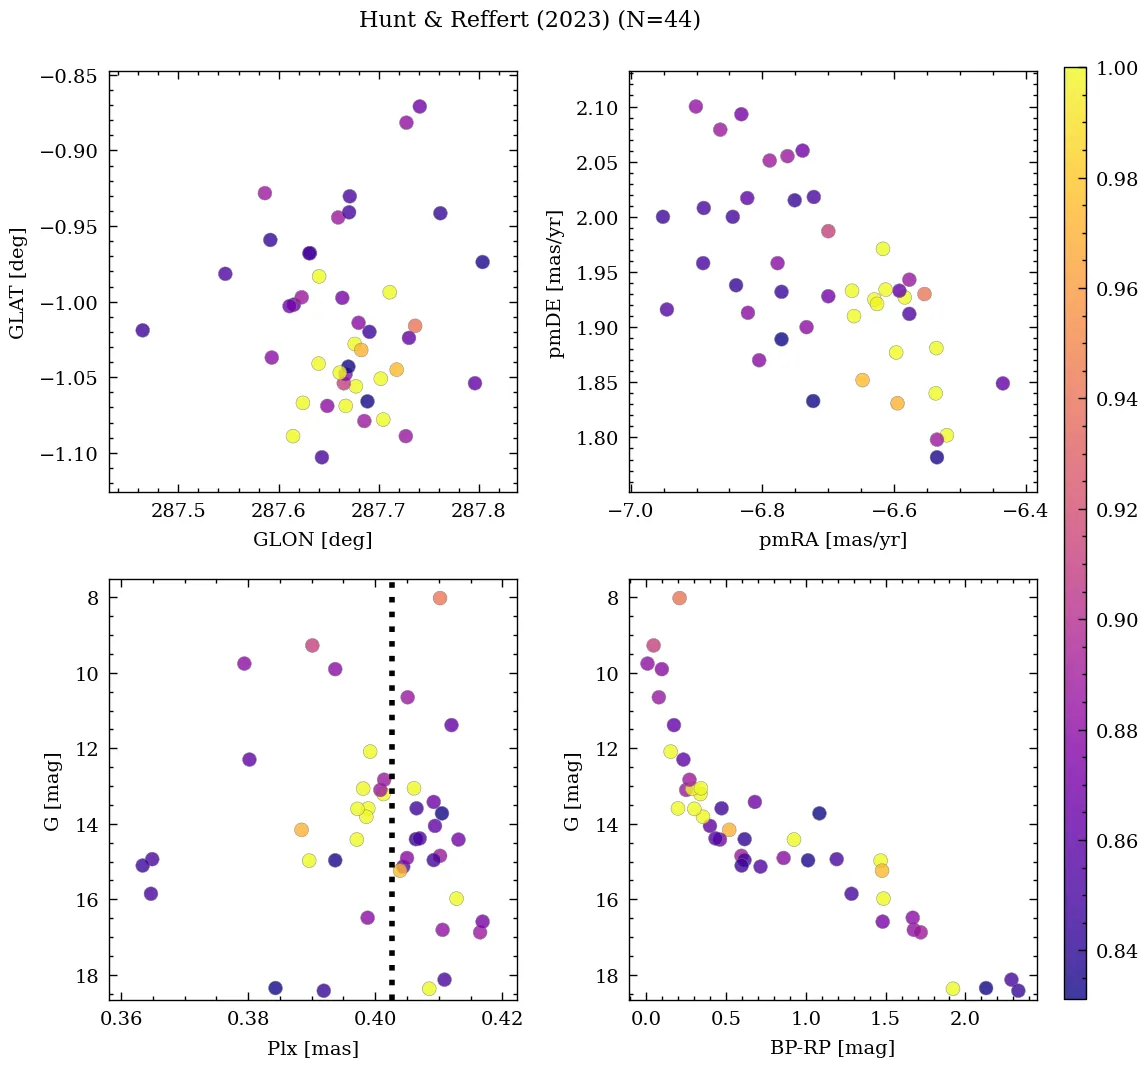 Hunt & Reffert (2023) (N=44)
−0.85
−0.90
−0.95
−1.00
−1.05
−1.10
GLAT [deg]
287.5 287.6 287.7 287.8
GLON [deg]
2.10
2.05
2.00
1.95
1.90
1.85
1.80
pmDE [mas/yr]
−7.0 −6.8 −6.6 −6.4
pmRA [mas/yr]
8
10
12
14
16
18
G [mag]
0.36 0.38 0.40 0.42
Plx [mas]
8
10
12
14
16
18
G [mag]
0.0 0.5 1.0 1.5 2.0
BP-RP [mag]
1.00
0.98
0.96
0.94
0.92
0.90
0.88
0.86
0.84